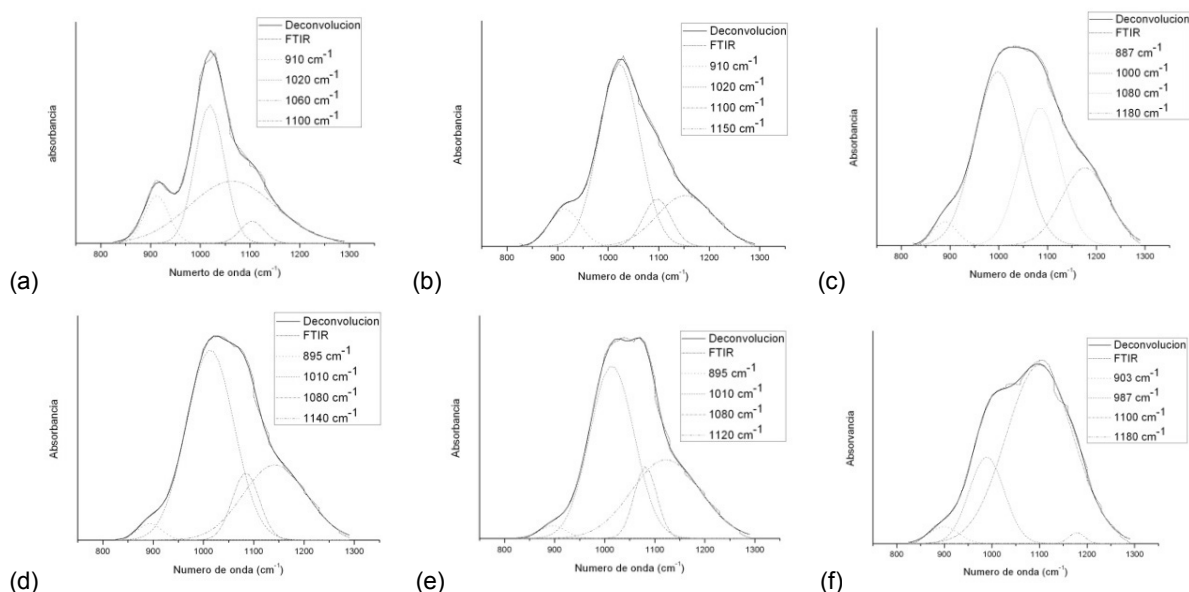 Deconvolucion
FTIR
910 cm-1
1020 cm-1
1060 cm-1
1100 cm-1
absorbancia
800 900 1000 1100 1200 1300
Numerto de onda (cm-1)
(a)
Deconvolucion
FTIR
910 cm-1
1020 cm-1
1100 cm-1
1150 cm-1
Absorbancia
800 900 1000 1100 1200 1300
Numero de onda (cm-1)
(b)
Deconvolucion
FTIR
887 cm-1
1000 cm-1
1080 cm-1
1180 cm-1
Absorbancia
800 900 1000 1100 1200 1300
Numero de onda (cm-1)
(c)
Deconvolucion
FTIR
895 cm-1
1010 cm-1
1080 cm-1
1140 cm-1
Absorbancia
800 900 1000 1100 1200 1300
Numero de onda (cm-1)
(d)
Deconvolucion
FTIR
895 cm-1
1010 cm-1
1080 cm-1
1120 cm-1
Absorbancia
800 900 1000 1100 1200 1300
Numero de onda (cm-1)
(e)
Deconvolucion
FTIR
903 cm-1
987 cm-1
1100 cm-1
1180 cm-1
Absorvancia
800 900 1000 1100 1200 1300
Numero de onda (cm-1)
(f)